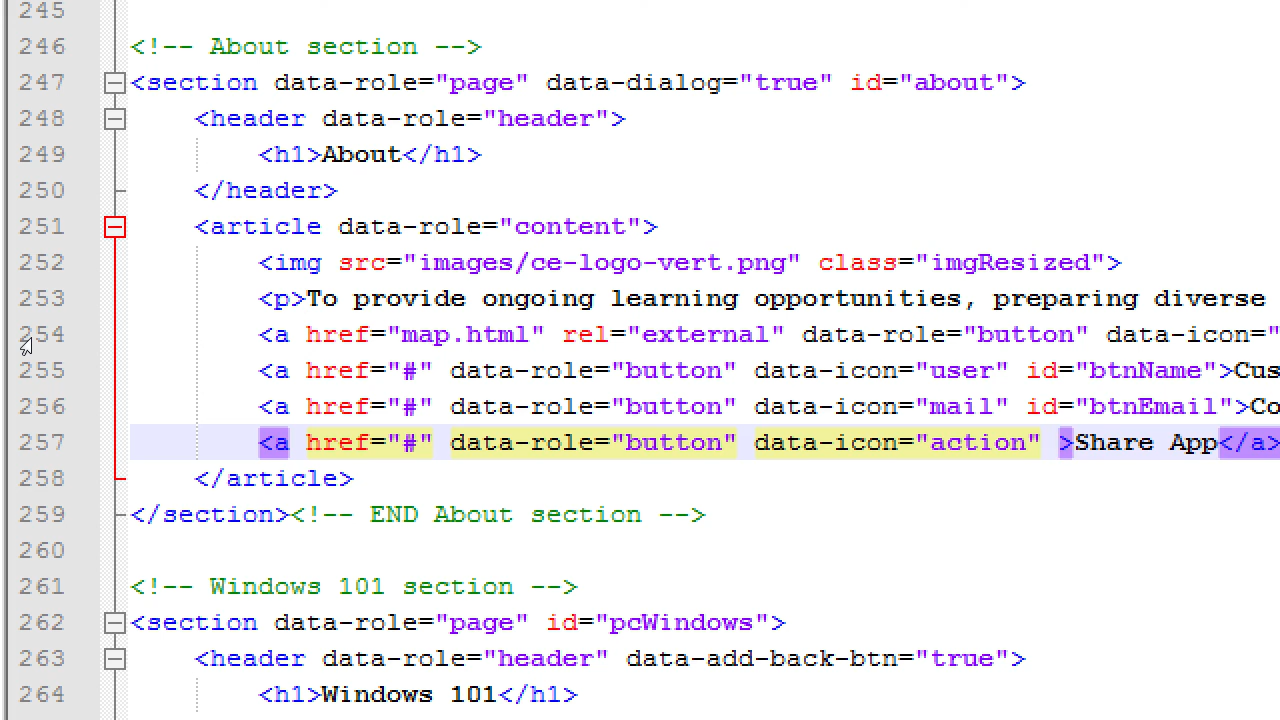 245
246 <!-- About section -->
247 <section data-role="page" data-dialog="true" id="about">
248 <header data-role="header">
249 <h1>About</h1>
250 </header>
251 <article data-role="content">
252 <img src="images/ce-logo-vert.png" class="imgResized">
253 <p>To provide ongoing learning opportunities, preparing diverse
254 <a href="map.html" rel="external" data-role="button" data-icon="
255 <a href="#" data-role="button" data-icon="user" id="btnName">Cus
256 <a href="#" data-role="button" data-icon="mail" id="btnEmail">Co
257 <a href="#" data-role="button" data-icon="action" >Share App</a>
258 </article>
259 </section><!-- END About section -->
260
261 <!-- Windows 101 section -->
262 <section data-role="page" id="pcWindows">
263 <header data-role="header" data-add-back-btn="true">
264 <h1>Windows 101</h1>